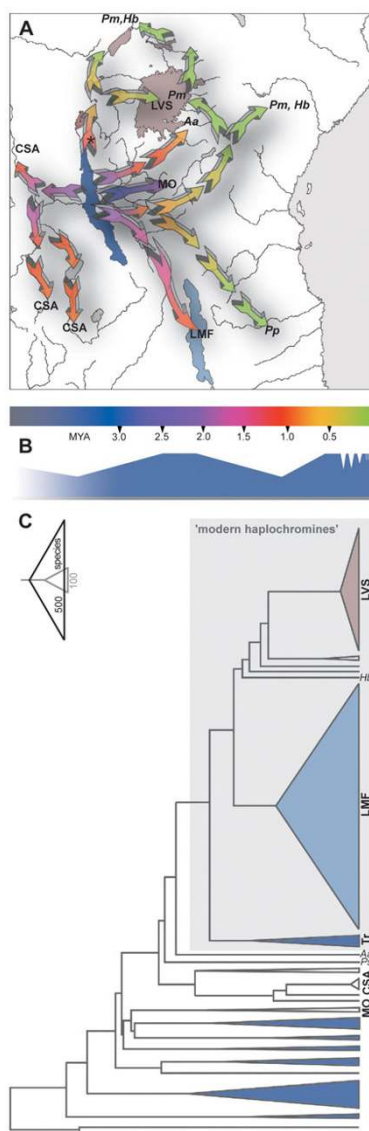 A
Pm, Hb
LVS
Pm
Pm, Hb
Aa
CSA
MO
CSA
CSA
LMF
Pp
*
MYA 3.0 2.5 2.0 1.5 1.0 0.5
B
C
'modern haplochromines'
species
500
100
LVS
LMF
Tr
CSA
MO